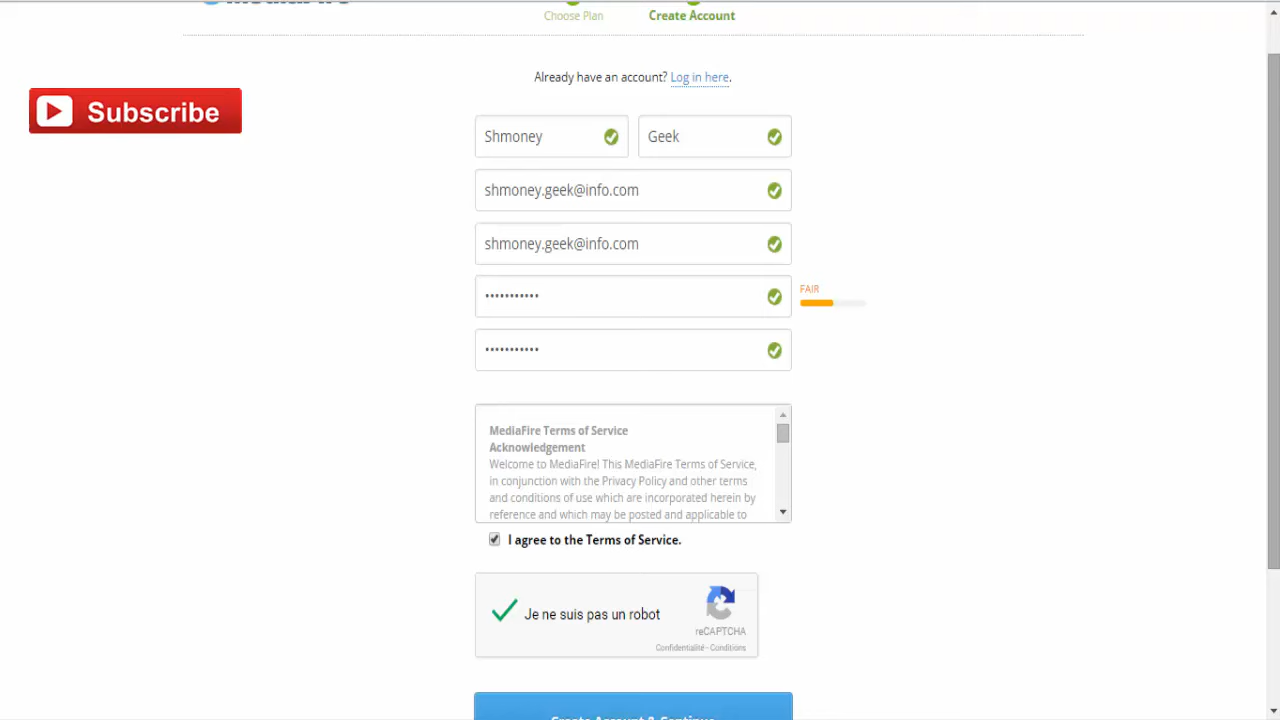 Choose Plan
Create Account
Already have an account? Log in here.
Subscribe
Shmoney
Geek
shmoney.geek@info.com
shmoney.geek@info.com
•••••••••••
FAIR
•••••••••••
MediaFire Terms of Service
Acknowledgement
Welcome to MediaFire! This MediaFire Terms of Service,
in conjunction with the Privacy Policy and other terms
and conditions of use which are incorporated herein by
reference and which may be posted and applicable to
I agree to the Terms of Service.
Je ne suis pas un robot
reCAPTCHA
Confidentialité - Conditions
Create Account & Continue